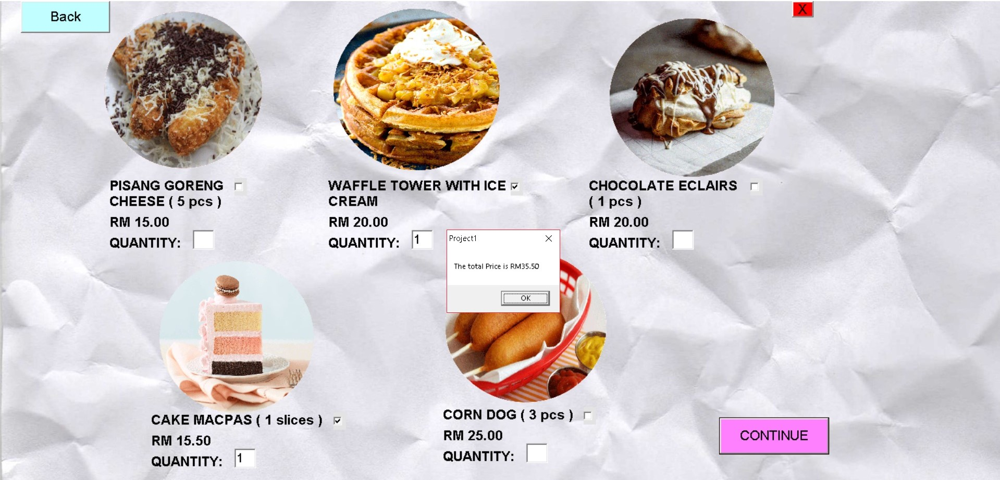 Back
X
PISANG GORENG
CHEESE ( 5 pcs )
RM 15.00
QUANTITY:
WAFFLE TOWER WITH ICE
CREAM
RM 20.00
QUANTITY: 1
CHOCOLATE ECLAIRS
( 1 pcs )
RM 20.00
QUANTITY:
Project1
The total Price is RM35.50
OK
CAKE MACPAS ( 1 slices )
RM 15.50
QUANTITY: 1
CORN DOG ( 3 pcs )
RM 25.00
QUANTITY:
CONTINUE